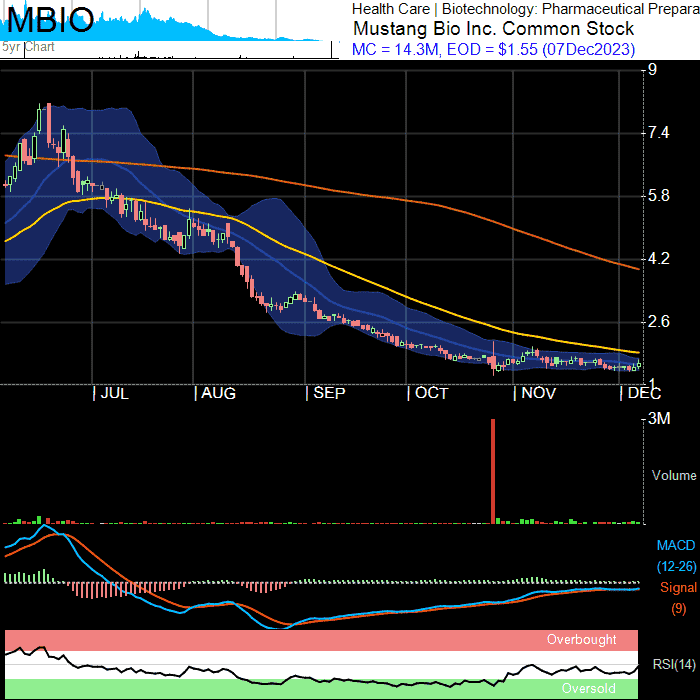 MBIO
5yr Chart
Health Care | Biotechnology: Pharmaceutical Prepara
Mustang Bio Inc. Common Stock
MC = 14.3M, EOD = $1.55 (07Dec2023)
9
7.4
5.8
4.2
2.6
1
| JUL | AUG | SEP | OCT | NOV | DEC
3M
Volume
MACD
(12-26)
Signal
(9)
Overbought
RSI(14)
Oversold